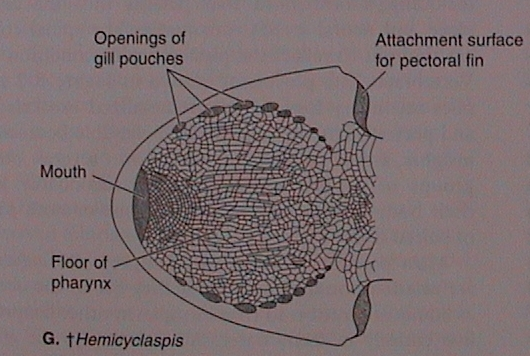 Openings of
gill pouches
Attachment surface
for pectoral fin
Mouth
Floor of
pharynx
G. †Hemicyclaspis